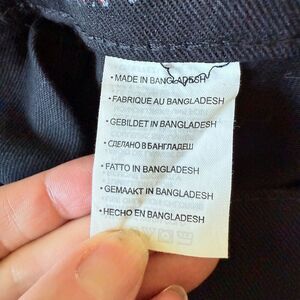 • MADE IN BANGLADESH
• FABRIQUE AU BANGLADESH
• GEBILDET IN BANGLADESH
• СДЕЛАНО В БАНГЛАДЕШ
• FATTO IN BANGLADESH
• GEMAAKT IN BANGLADESH
• HECHO EN BANGLADESH